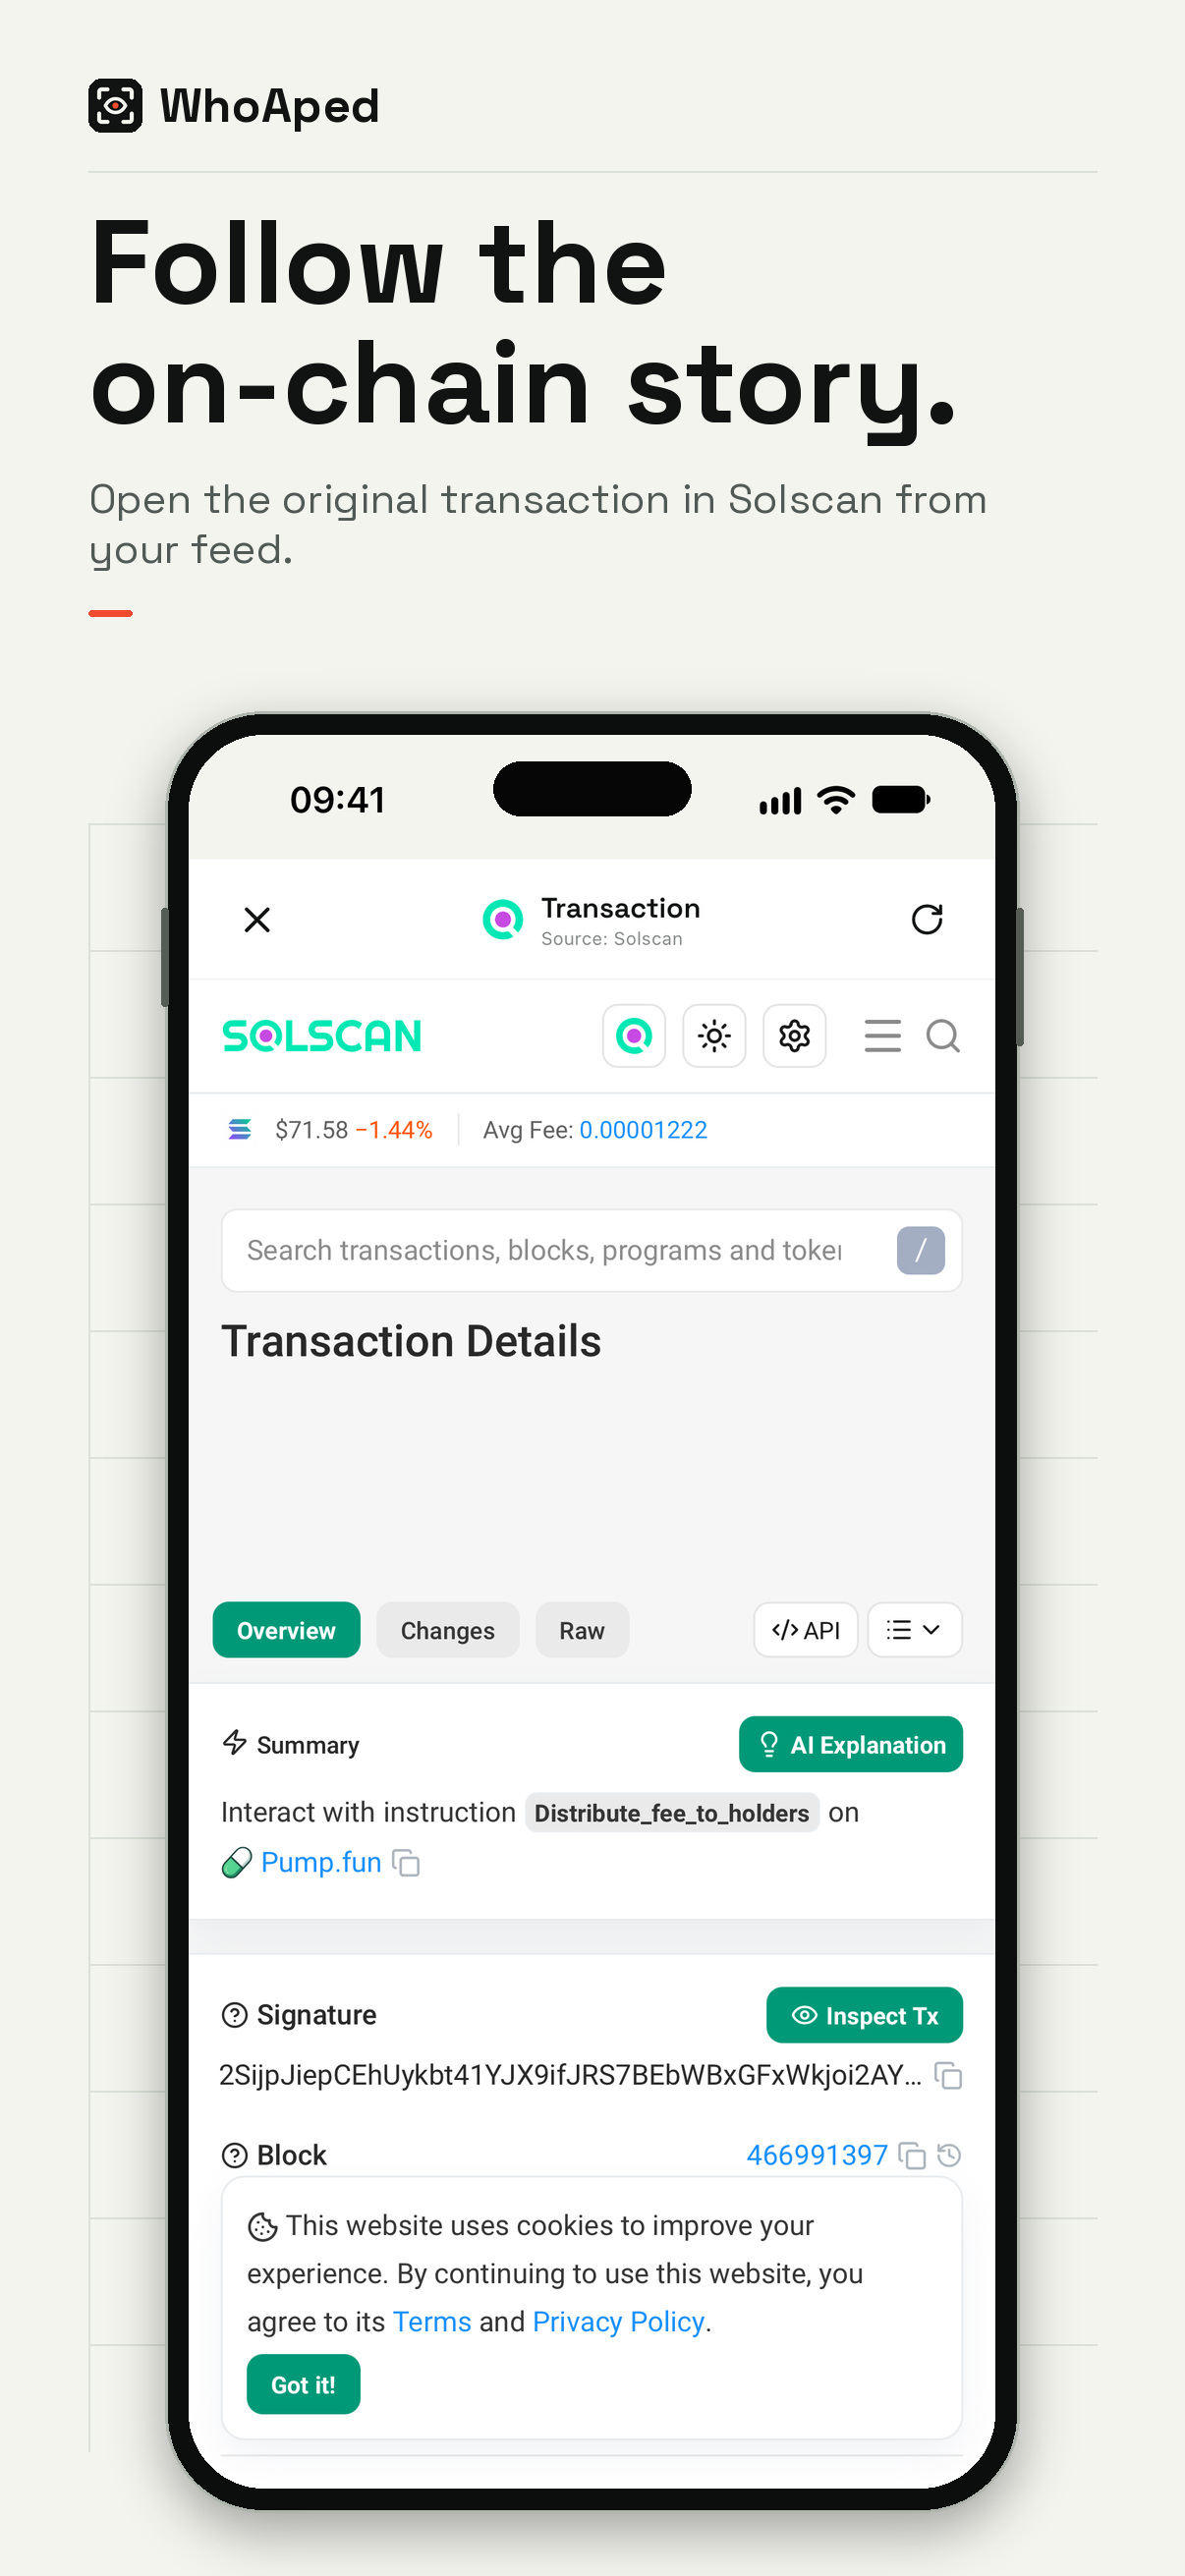 WhoAped
Follow the
on-chain story.
Open the original transaction in Solscan from
your feed.
09:41
Transaction
Source: Solscan
SOLSCAN
$71.58 −1.44% Avg Fee: 0.00001222
Search transactions, blocks, programs and
/
Transaction Details
Overview Changes Raw </> API
Summary AI Explanation
Interact with instruction Distribute_fee_to_holders on
Pump.fun
Signature Inspect Tx
2SijpJiepCEhUykbt41YJX9ifJRS7BEbWBxGFxWkjoi2AY...
Block 466991397
This website uses cookies to improve your
experience. By continuing to use this website, you
agree to its Terms and Privacy Policy.
Got it!